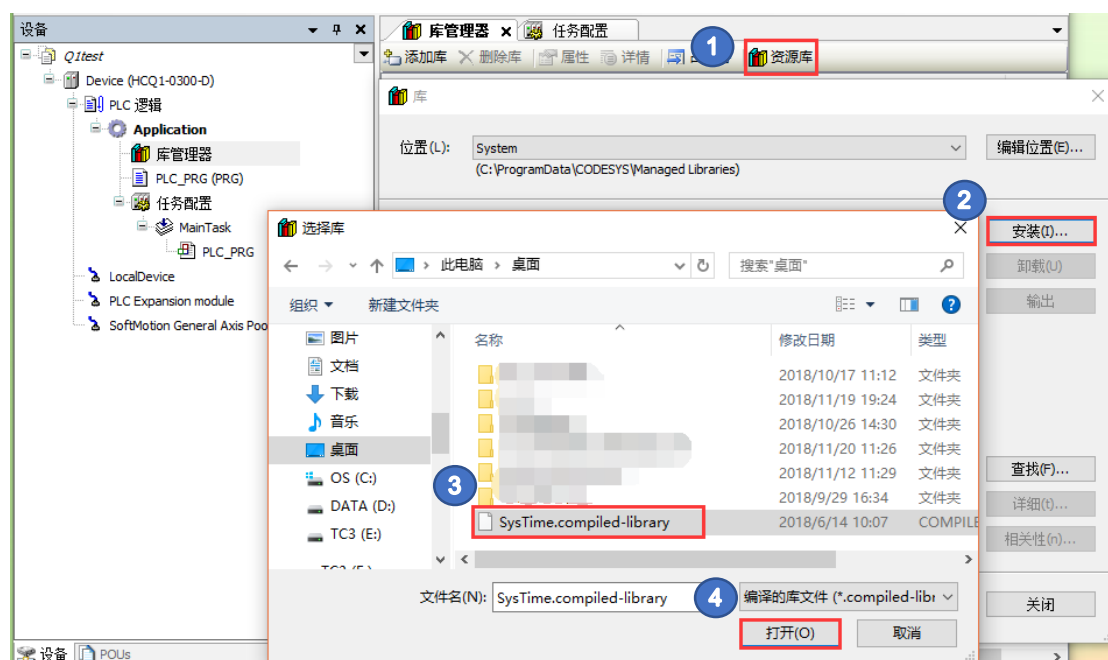 设备
库管理器
任务配置
Q1test
添加库 删除库 属性 详情
1
资源库
Device (HCQ1-0300-D)
PLC 逻辑
Application
库管理器
PLC_PRG (PRG)
任务配置
MainTask
PLC_PRG
LocalDevice
PLC Expansion module
SoftMotion General Axis Poo
库
位置(L): System 编辑位置(E)...
(C:\ProgramData\CODESYS\Managed Libraries)
2
安装(I)...
卸载(U)
输出
查找(F)...
详细(t)...
相关性(n)...
关闭
选择库
此电脑 › 桌面
搜索"桌面"
组织 新建文件夹
图片
文档
下载
音乐
桌面
OS (C:)
DATA (D:)
TC3 (E:)
名称 修改日期 类型
2018/10/17 11:12 文件夹
2018/11/19 19:24 文件夹
2018/10/26 14:30 文件夹
2018/11/20 11:26 文件夹
2018/11/12 11:29 文件夹
2018/9/29 16:34 文件夹
3
SysTime.compiled-library 2018/6/14 10:07 COMPILE
文件名(N): SysTime.compiled-library
4
编译的库文件 (*.compiled-libr
打开(O) 取消
设备 POUs